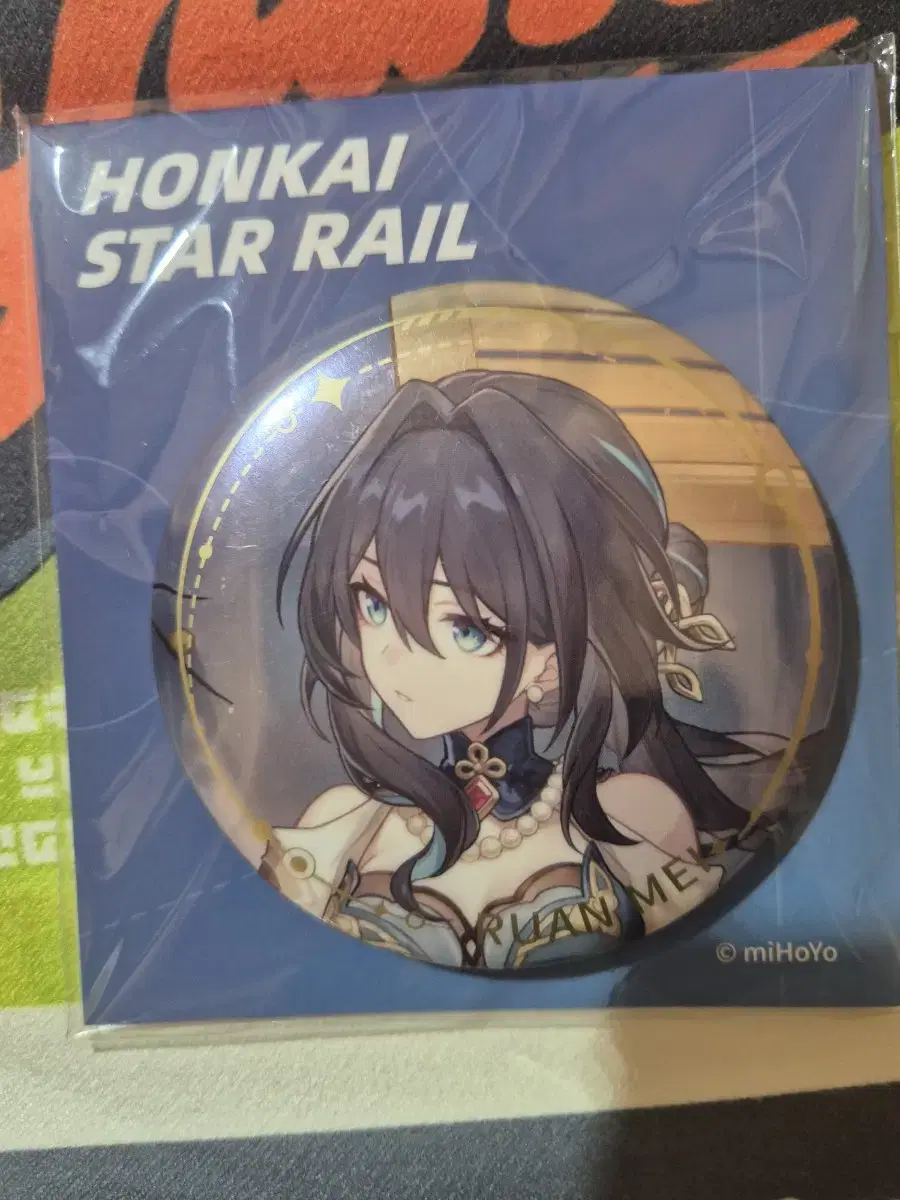 HONKAI
STAR RAIL
RUAN MEI
© miHoYo